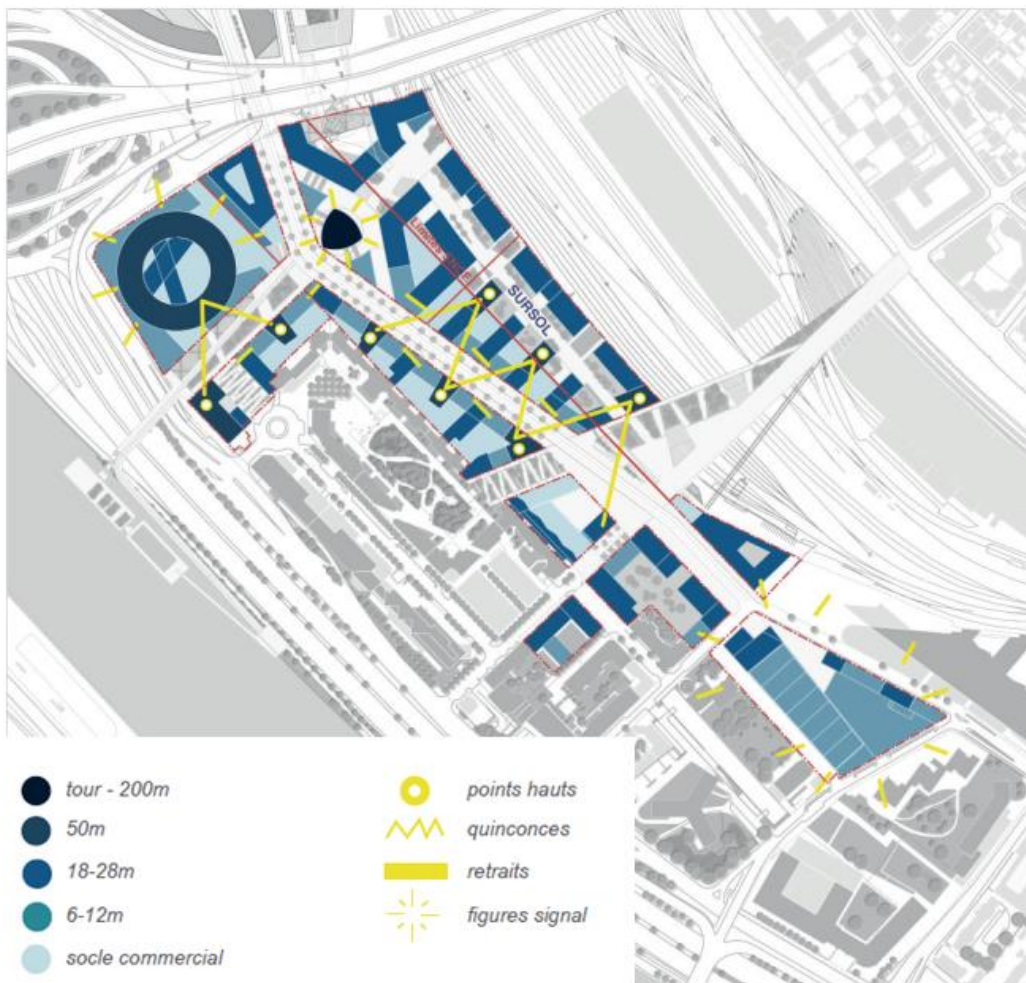 SURSOL
tour - 200m
50m
18-28m
6-12m
socle commercial
points hauts
quinconces
retraits
figures signal